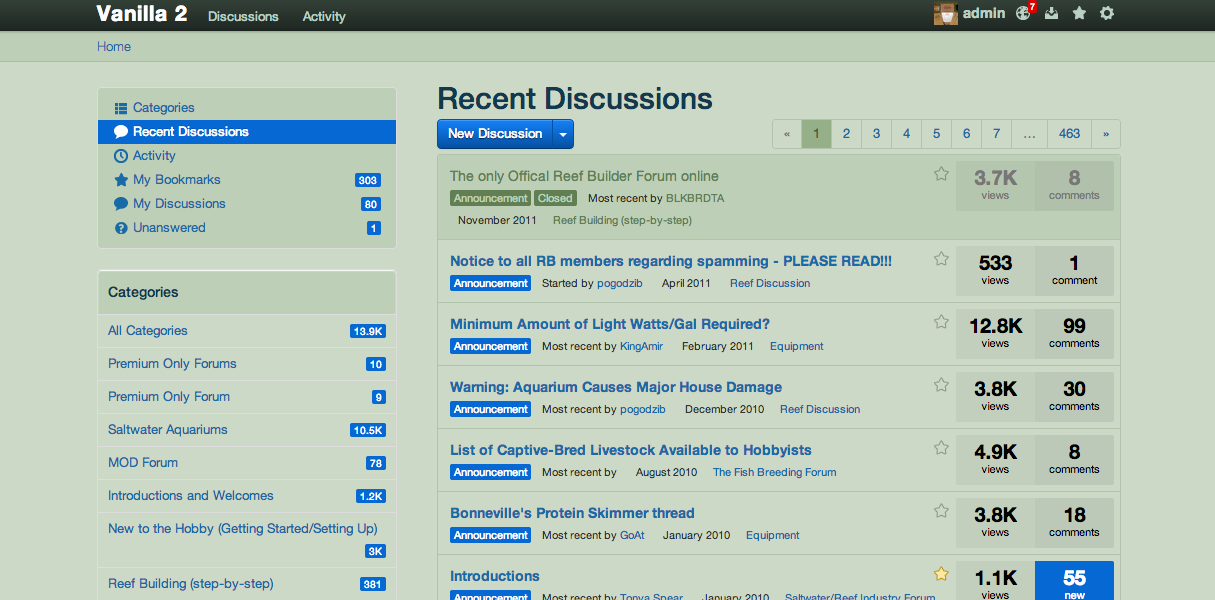 Vanilla 2 Discussions Activity admin 7
Home
Categories
Recent Discussions
Activity
My Bookmarks 303
My Discussions 80
Unanswered 1
Categories
All Categories 13.9K
Premium Only Forums 10
Premium Only Forum 9
Saltwater Aquariums 10.5K
MOD Forum 78
Introductions and Welcomes 1.2K
New to the Hobby (Getting Started/Setting Up)
3K
Reef Building (step-by-step) 381
Recent Discussions
New Discussion « 1 2 3 4 5 6 7 … 463 »
The only Offical Reef Builder Forum online
Announcement Closed Most recent by BLKBRDTA
November 2011 Reef Building (step-by-step)
3.7K 8
views comments
Notice to all RB members regarding spamming - PLEASE READ!!!
Announcement Started by pogodzib April 2011 Reef Discussion
533 1
views comment
Minimum Amount of Light Watts/Gal Required?
Announcement Most recent by KingAmir February 2011 Equipment
12.8K 99
views comments
Warning: Aquarium Causes Major House Damage
Announcement Most recent by pogodzib December 2010 Reef Discussion
3.8K 30
views comments
List of Captive-Bred Livestock Available to Hobbyists
Announcement Most recent by August 2010 The Fish Breeding Forum
4.9K 8
views comments
Bonneville's Protein Skimmer thread
Announcement Most recent by GoAt January 2010 Equipment
3.8K 18
views comments
Introductions
Announcement Most recent by Tonya Spear January 2010 Saltwater/Reef Industry Forum
1.1K 55
views new